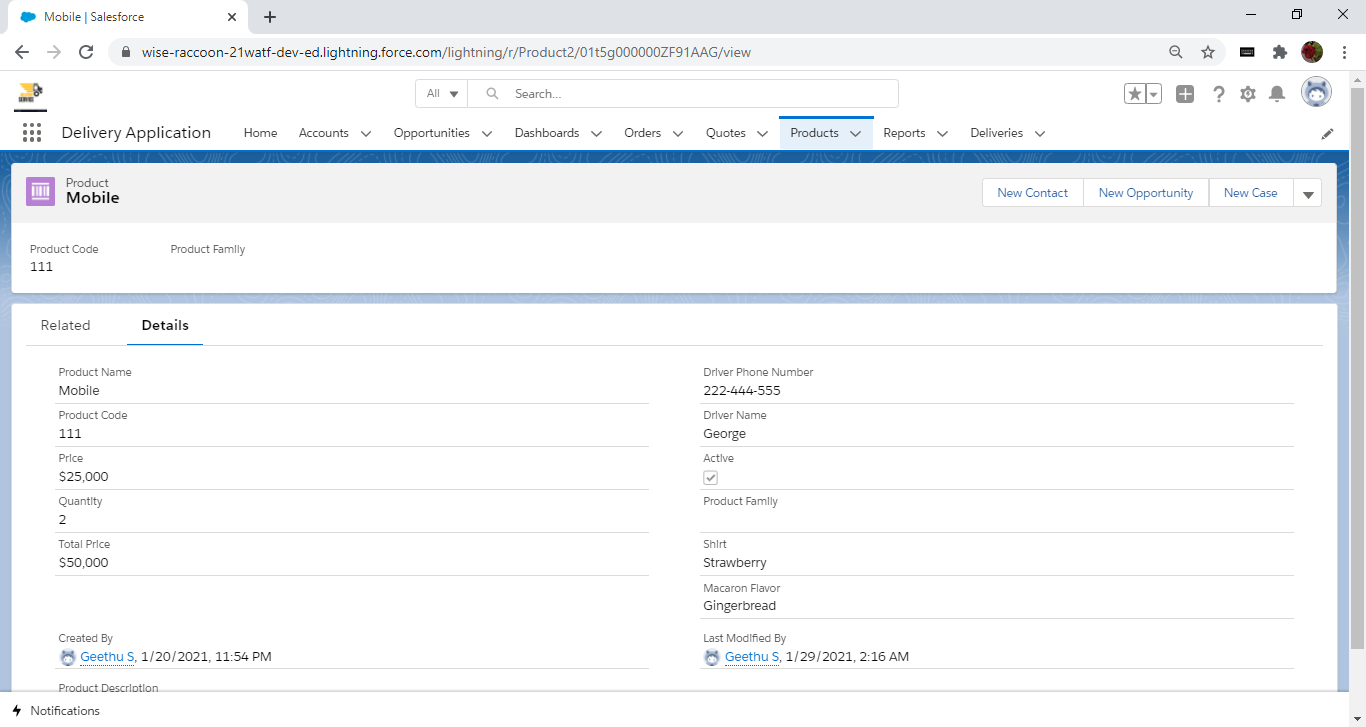 Mobile | Salesforce
wise-raccoon-21watf-dev-ed.lightning.force.com/lightning/r/Product2/01t5g000000ZF91AAG/view
All Search...
Delivery Application Home Accounts Opportunities Dashboards Orders Quotes Products Reports Deliveries
Product
Mobile
New Contact New Opportunity New Case
Product Code Product Family
111
Related Details
Product Name Driver Phone Number
Mobile 222-444-555
Product Code Driver Name
111 George
Price Active
$25,000
Quantity Product Family
2
Total Price Shirt
$50,000 Strawberry
Macaron Flavor
Gingerbread
Created By Last Modified By
Geethu S, 1/20/2021, 11:54 PM Geethu S, 1/29/2021, 2:16 AM
Product Description
Notifications